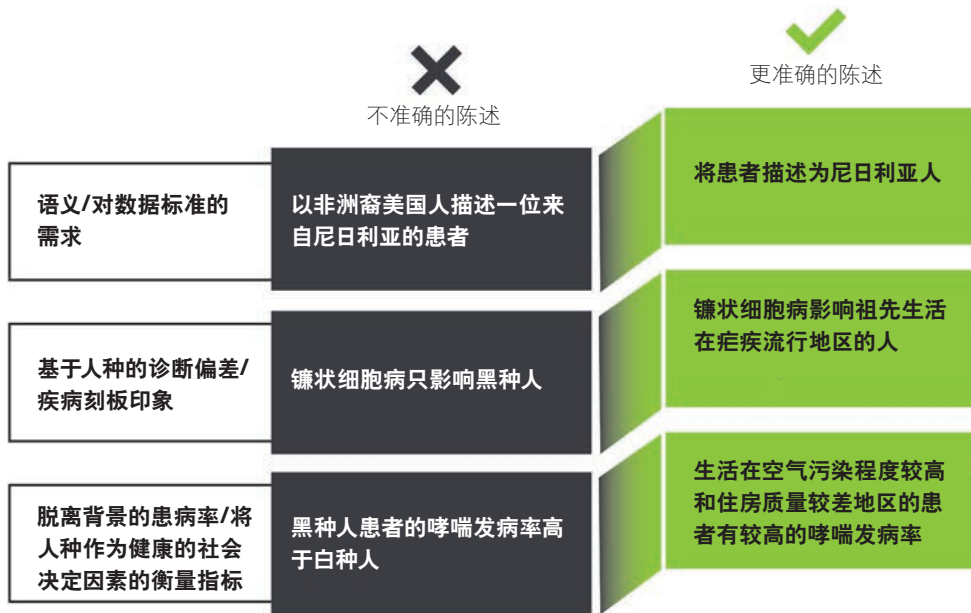 不准确的陈述
更准确的陈述
语义/对数据标准的
需求
以非洲裔美国人描述一位来
自尼日利亚的患者
将患者描述为尼日利亚人
基于人种的诊断偏差/
疾病刻板印象
镰状细胞病只影响黑种人
镰状细胞病影响祖先生活
在疟疾流行地区的人
脱离背景的患病率/将
人种作为健康的社会
决定因素的衡量指标
黑种人患者的哮喘发病率高
于白种人
生活在空气污染程度较高
和住房质量较差地区的患
者有较高的哮喘发病率